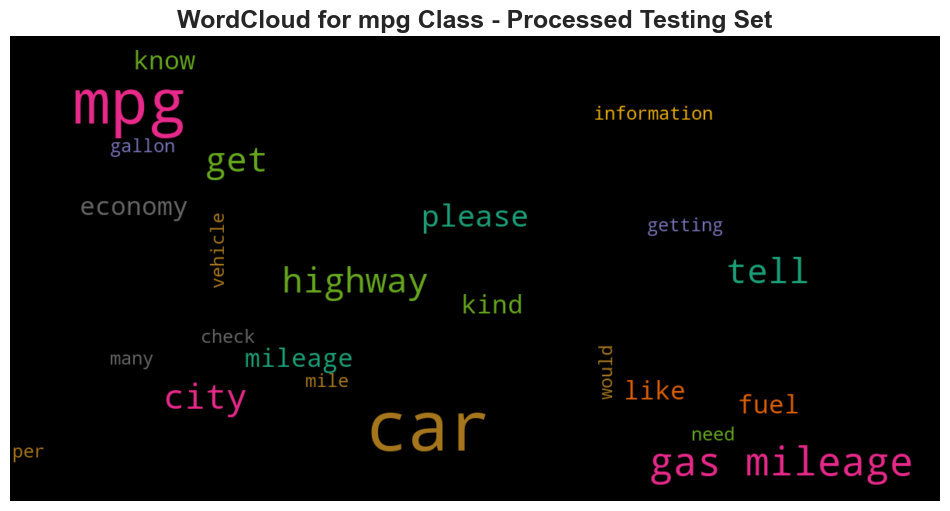 WordCloud for mpg Class - Processed Testing Set
know
mpg
information
gallon
get
economy
please
getting
vehicle
tell
highway
kind
check
many
mileage
mile
would
like
city
fuel
car
need
per
gas mileage